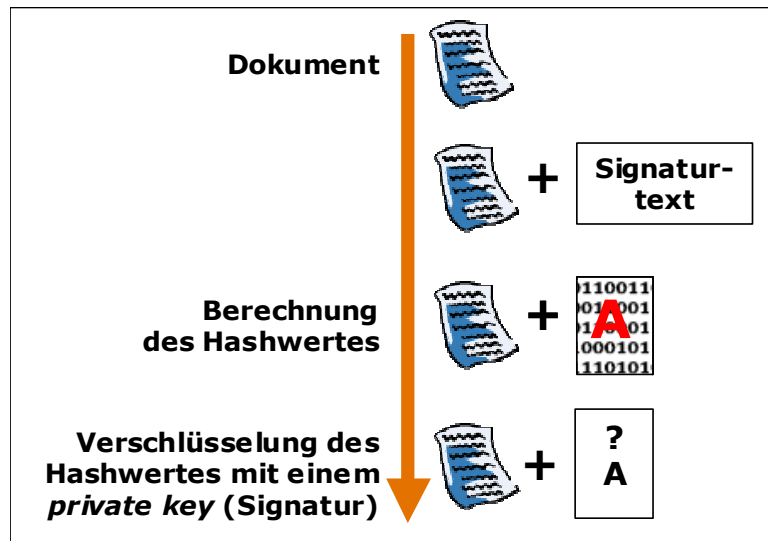 Dokument
+
Signatur-
text
Berechnung
des Hashwertes
+
A
Verschlüsselung des
Hashwertes mit einem
private key (Signatur)
+
?
A